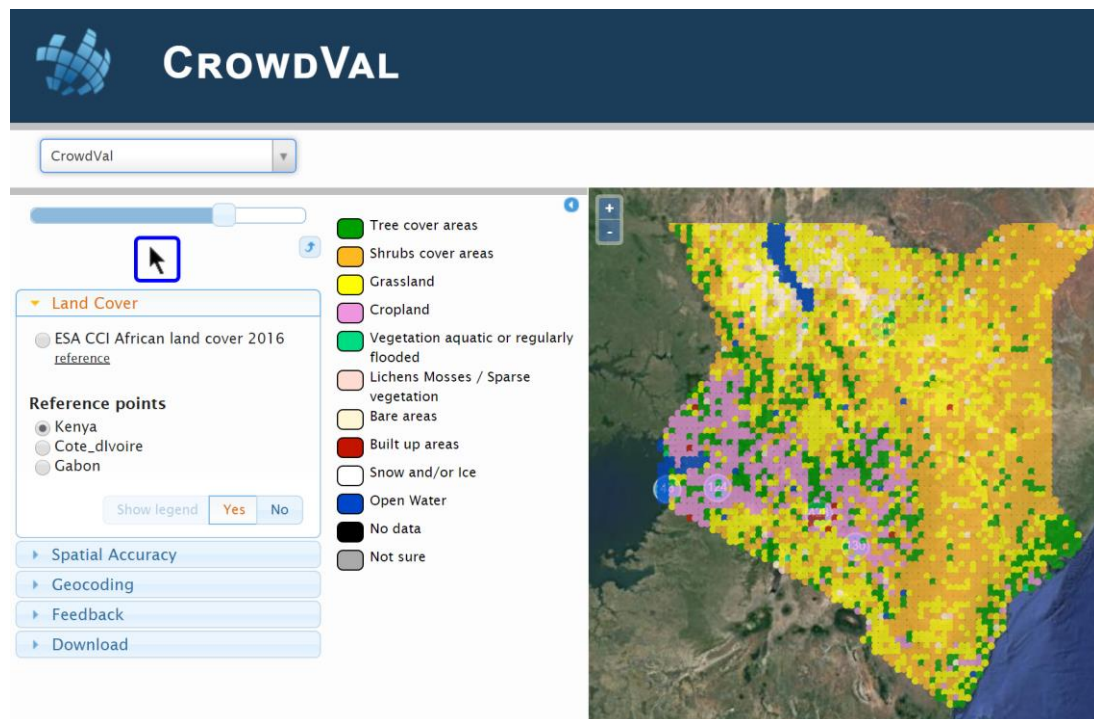 CROWDVAL
CrowdVal
+
-
Land Cover
ESA CCI African land cover 2016
reference
Reference points
Kenya
Cote_dIvoire
Gabon
Show legend Yes No
Spatial Accuracy
Geocoding
Feedback
Download
Tree cover areas
Shrubs cover areas
Grassland
Cropland
Vegetation aquatic or regularly
flooded
Lichens Mosses / Sparse
vegetation
Bare areas
Built up areas
Snow and/or Ice
Open Water
No data
Not sure
124